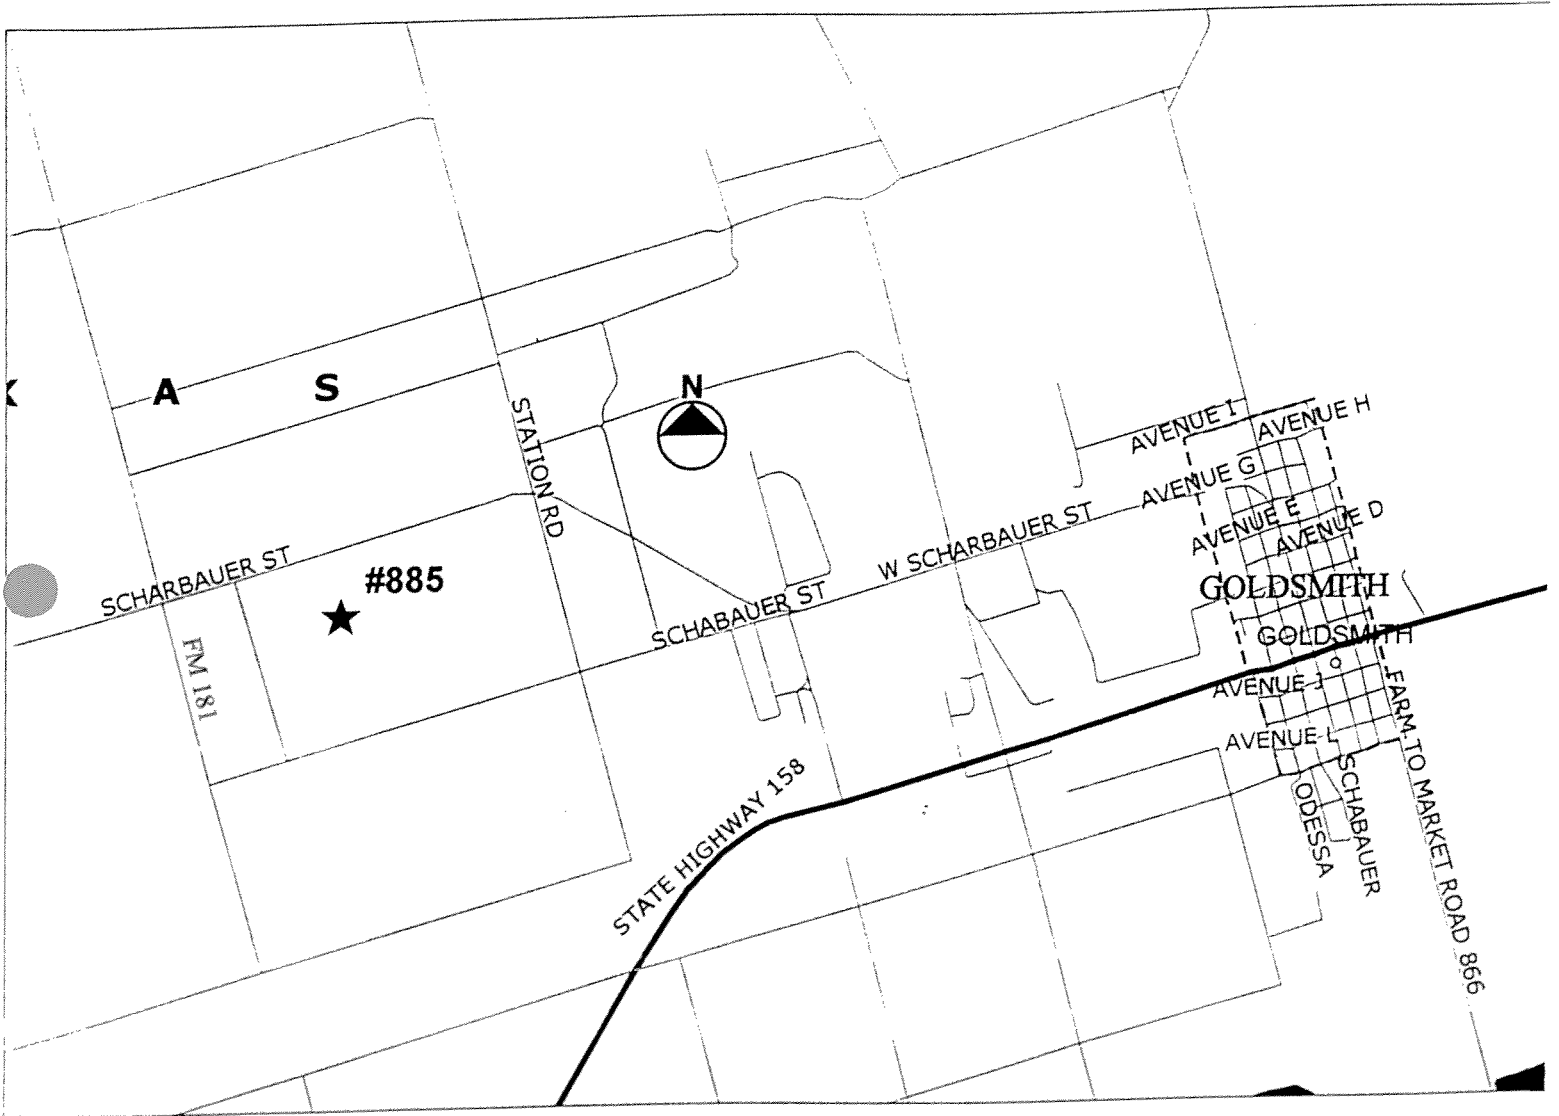 A S
N
STATION RD
AVENUE I
AVENUE H
AVENUE G
AVENUE E
AVENUE D
W SCHARBAUER ST
SCHARBAUER ST
#885
SCHABAUER ST
GOLDSMITH
GOLDSMITH
FM 181
AVENUE J
AVENUE L
STATE HIGHWAY 158
ODESSA
SCHABAUER
FARM TO MARKET ROAD 866